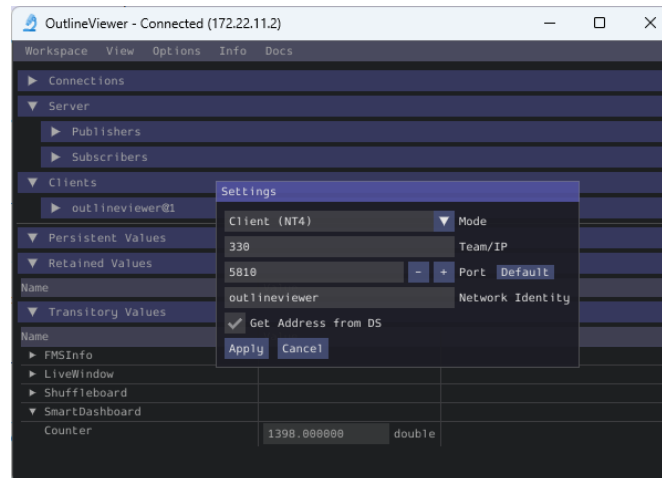 OutlineViewer - Connected (172.22.11.2)
Workspace View Options Info Docs
Connections
Server
Publishers
Subscribers
Clients
outlineviewer@1
Persistent Values
Retained Values
Name
Transitory Values
Name
FMSInfo
LiveWindow
Shuffleboard
SmartDashboard
Counter 1398.000000 double
Settings
Client (NT4) Mode
330 Team/IP
5810 - + Port Default
outlineviewer Network Identity
Get Address from DS
Apply Cancel